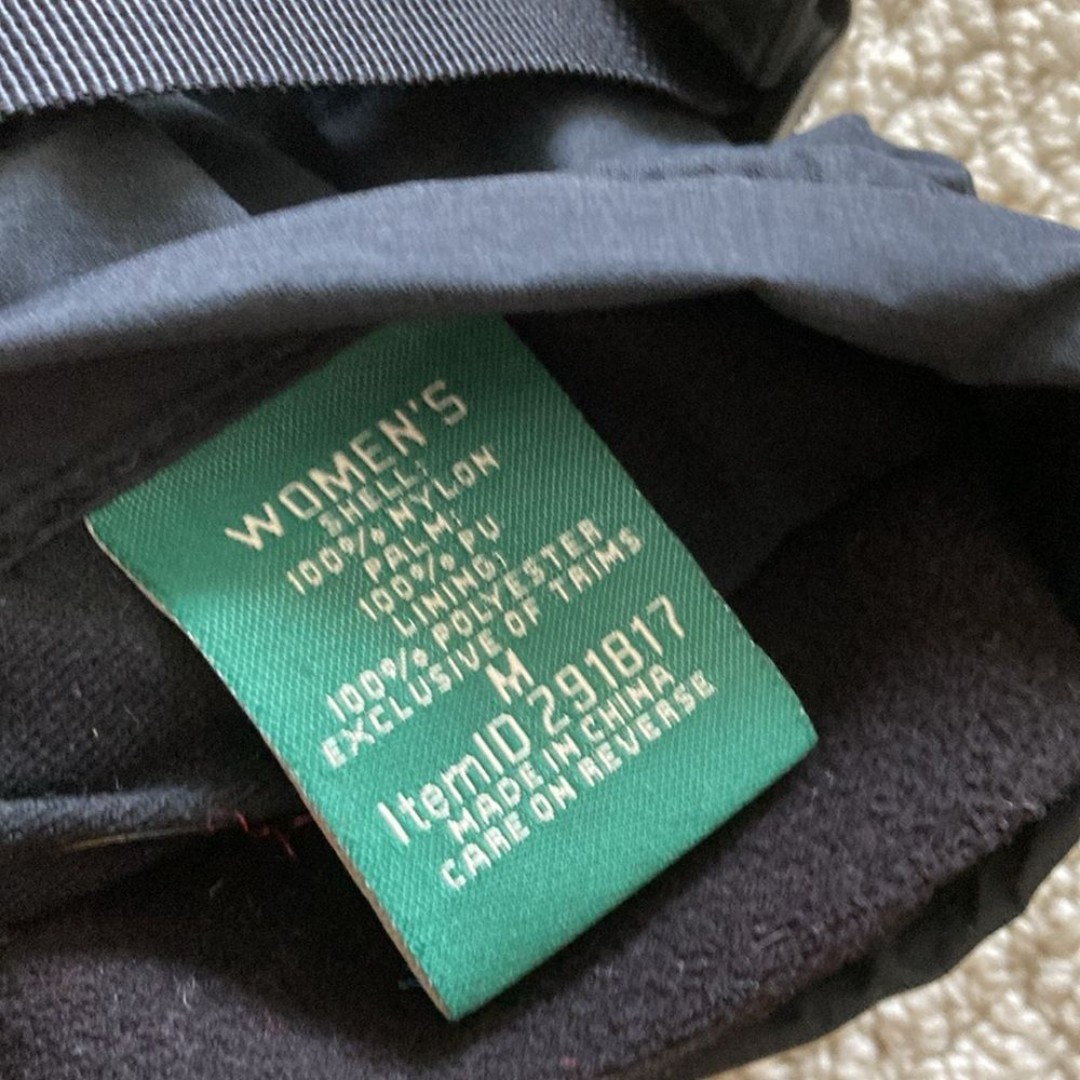 WOMEN'S
SHELL:
100% NYLON
PALM:
100% PU
LINING:
100% POLYESTER
EXCLUSIVE OF TRIMS
M
ItemID 291817
MADE IN CHINA
CARE ON REVERSE